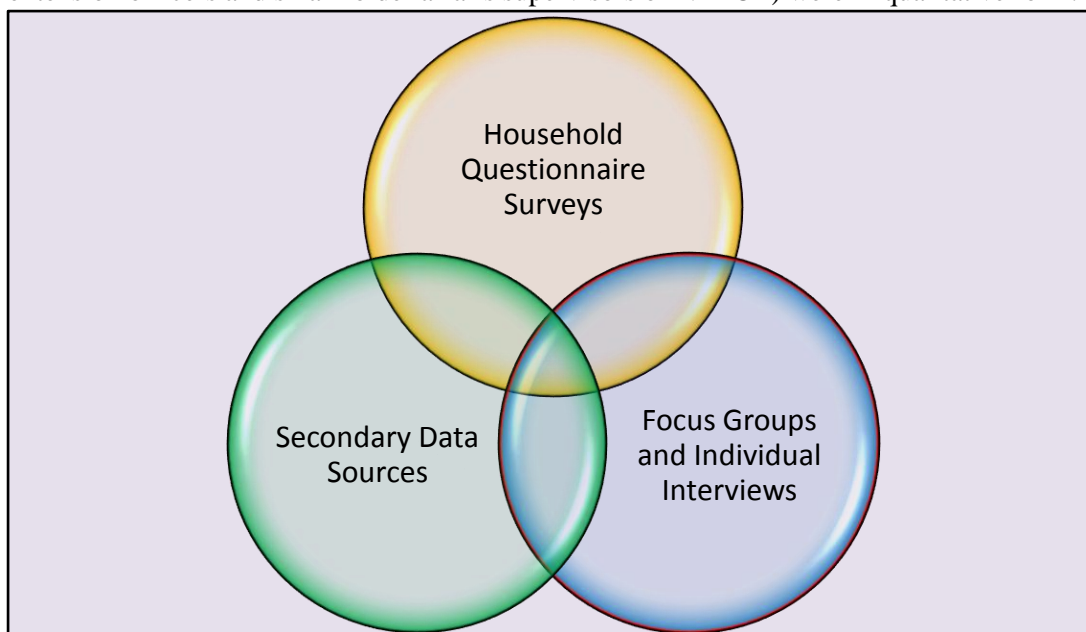 Household
Questionnaire
Surveys
Secondary Data
Sources
Focus Groups
and Individual
Interviews